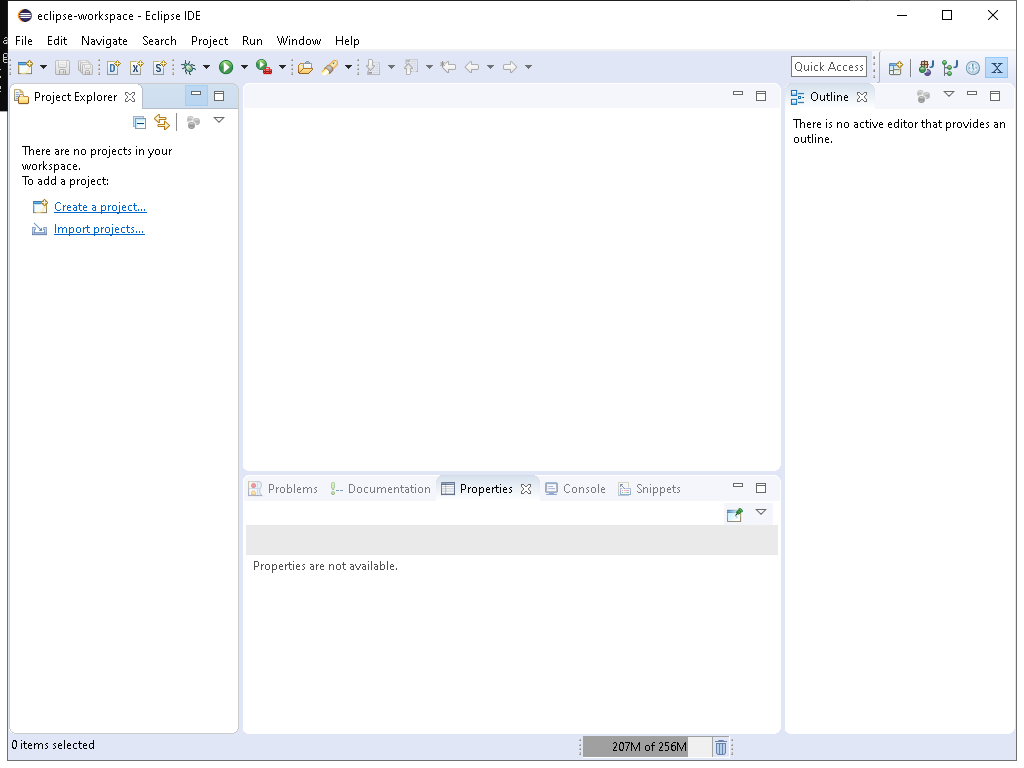 eclipse-workspace - Eclipse IDE
File Edit Navigate Search Project Run Window Help
Quick Access
Project Explorer
There are no projects in your
workspace.
To add a project:
Create a project...
Import projects...
Outline
There is no active editor that provides an
outline.
Problems Documentation Properties Console Snippets
Properties are not available.
0 items selected
207M of 256M